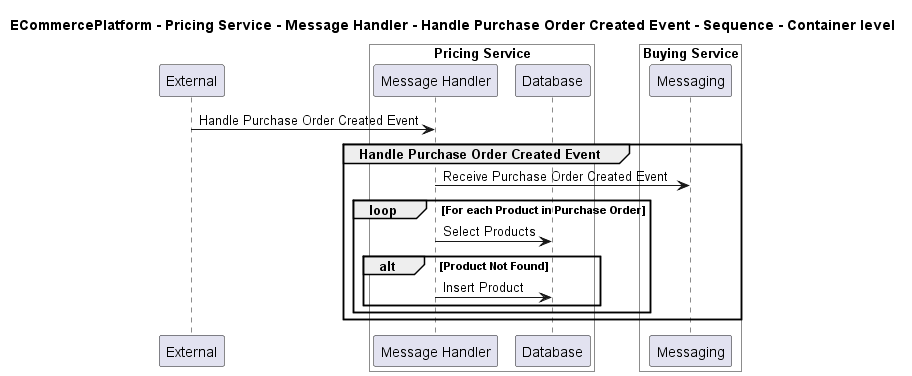 ECommercePlatform - Pricing Service - Message Handler - Handle Purchase Order Created Event - Sequence - Container level
Pricing Service
Buying Service
External
Message Handler
Database
Messaging
Handle Purchase Order Created Event
Handle Purchase Order Created Event
Receive Purchase Order Created Event
loop [For each Product in Purchase Order]
Select Products
alt [Product Not Found]
Insert Product
External
Message Handler
Database
Messaging